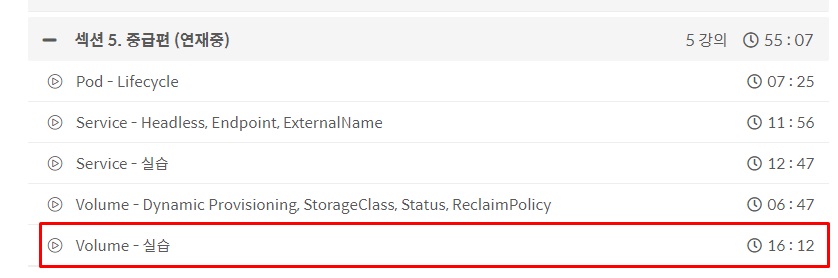 섹션 5. 중급편 (연재중) 5 강의 55 : 07
Pod - Lifecycle 07 : 25
Service - Headless, Endpoint, ExternalName 11 : 56
Service - 실습 12 : 47
Volume - Dynamic Provisioning, StorageClass, Status, ReclaimPolicy 06 : 47
Volume - 실습 16 : 12